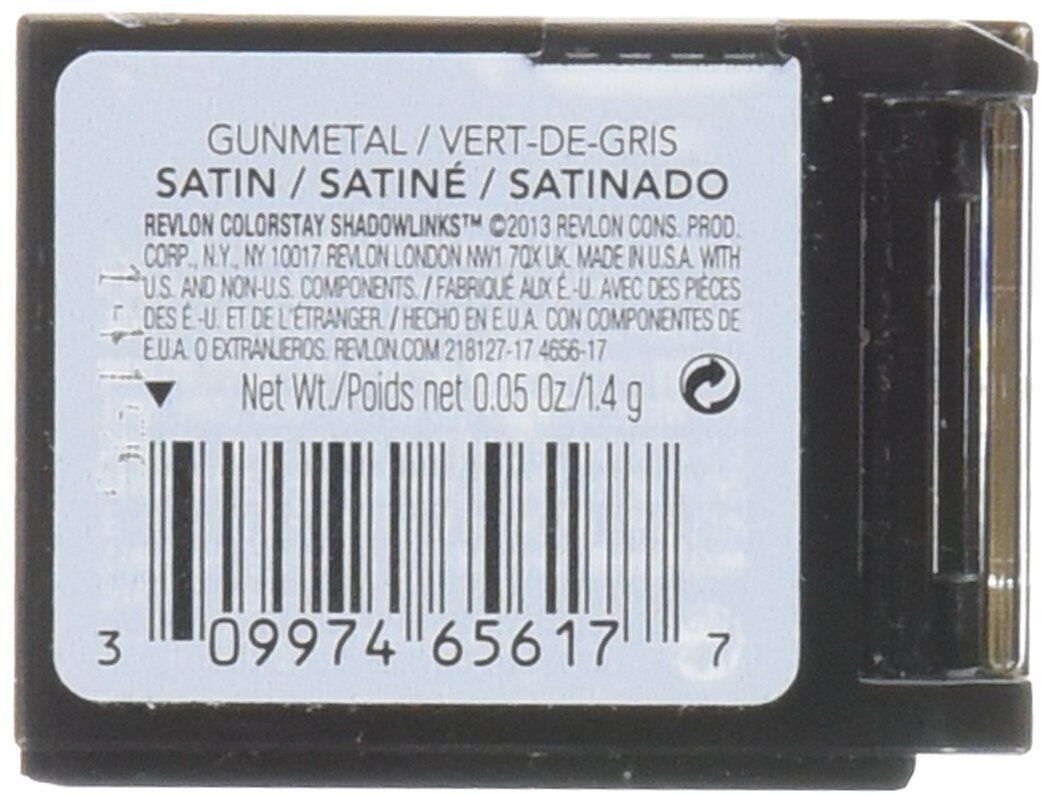 GUNMETAL / VERT-DE-GRIS
SATIN / SATINÉ / SATINADO
REVLON COLORSTAY SHADOWLINKS™ ©2013 REVLON CONS. PROD.
CORP., N.Y., NY 10017 REVLON LONDON NW1 7QX UK. MADE IN U.S.A. WITH
U.S. AND NON-U.S. COMPONENTS. / FABRIQUÉ AUX É.-U. AVEC DES PIÈCES
DES É.-U. ET DE L'ÉTRANGER. / HECHO EN E.U.A. CON COMPONENTES DE
E.U.A. O EXTRANJEROS. REVLON.COM 218127-17 4656-17
Net Wt./Poids net 0.05 Oz./1.4 g
3 09974 65617 7